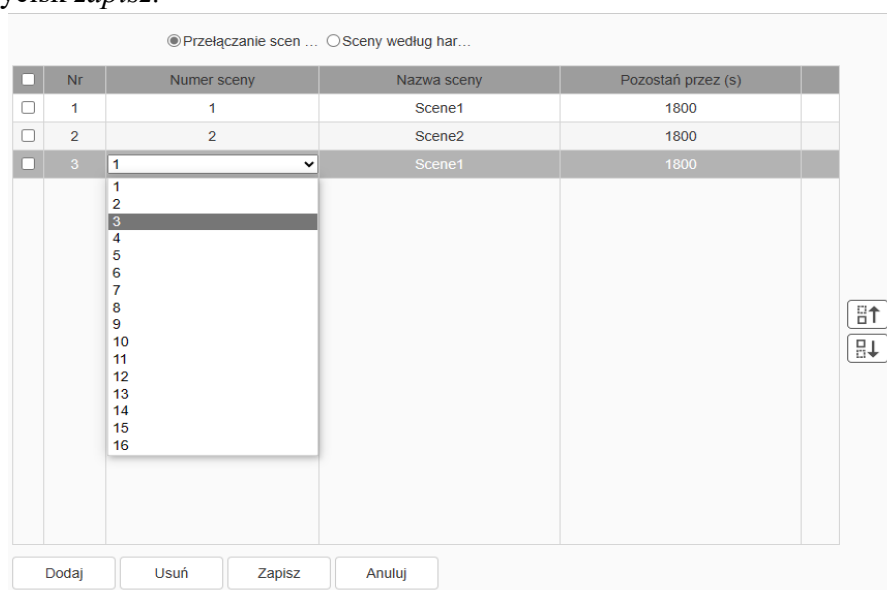 zapisz.
Przełączanie scen ... Sceny według har...
Nr Numer sceny Nazwa sceny Pozostań przez (s)
1 1 Scene1 1800
2 2 Scene2 1800
3 1 Scene1 1800
1
2
3
4
5
6
7
8
9
10
11
12
13
14
15
16
Dodaj Usuń Zapisz Anuluj